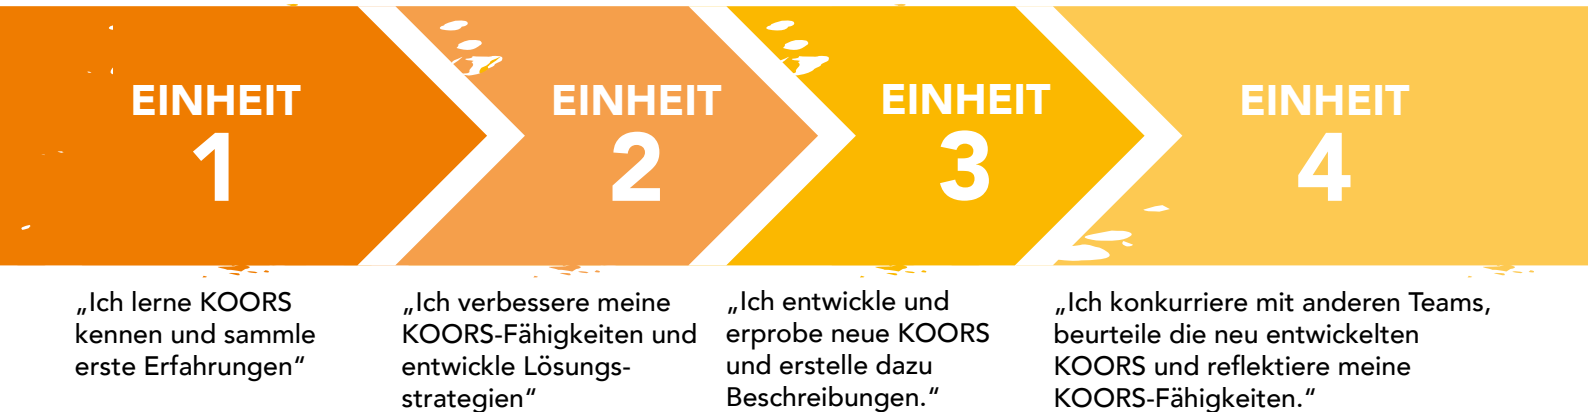 EINHEIT
1
„Ich lerne KOORS
kennen und sammle
erste Erfahrungen“
EINHEIT
2
„Ich verbessere meine
KOORS-Fähigkeiten und
entwickle Lösungs-
strategien“
EINHEIT
3
„Ich entwickle und
erprobe neue KOORS
und erstelle dazu
Beschreibungen.“
EINHEIT
4
„Ich konkurriere mit anderen Teams,
beurteile die neu entwickelten
KOORS und reflektiere meine
KOORS-Fähigkeiten.“